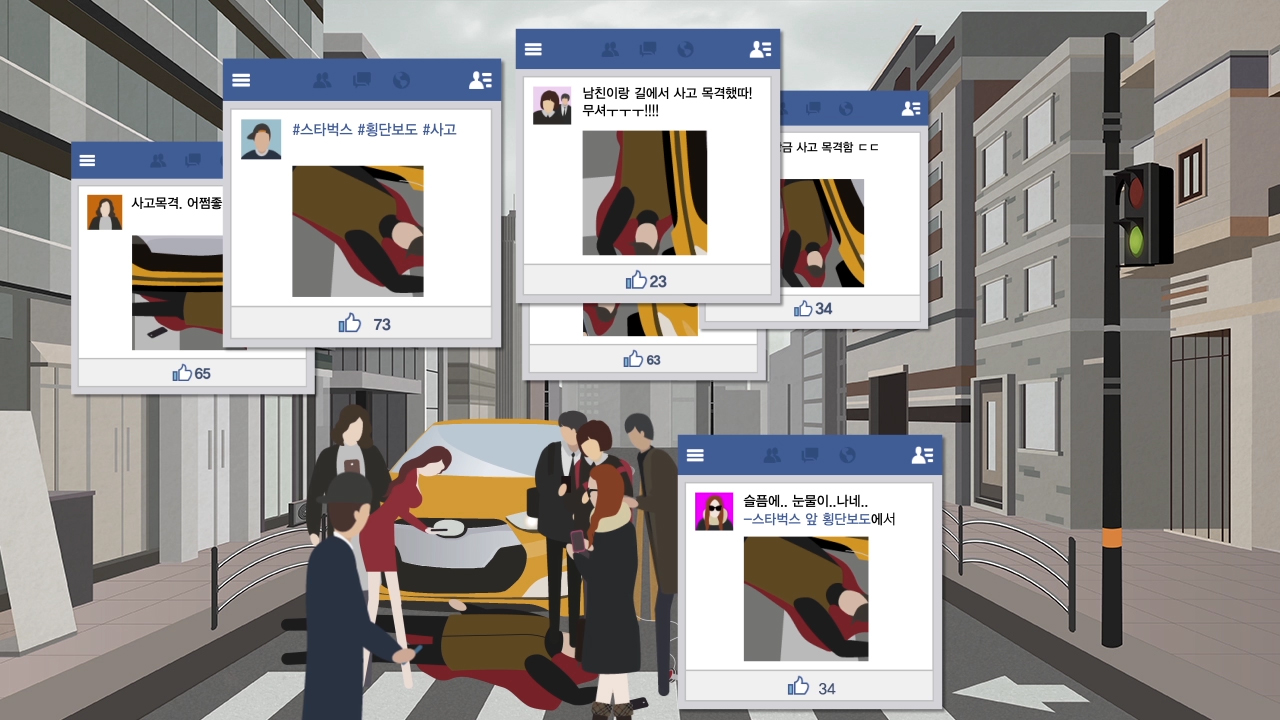 사고목격. 어쩜좋
65
#스타벅스 #횡단보도 #사고
73
남친이랑 길에서 사고 목격했따!
무셔ㅜㅜㅜ!!!!
23
63
금 사고 목격함 ㄷㄷ
34
슬픔에.. 눈물이..나네..
–스타벅스 앞 횡단보도에서
34